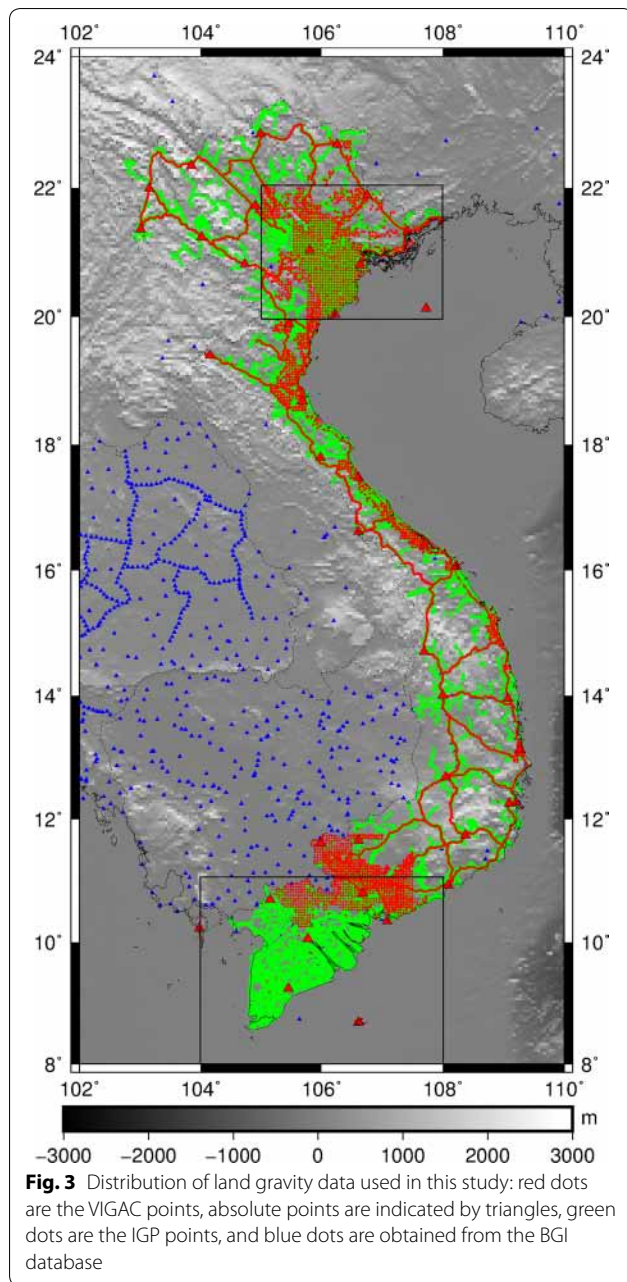 102° 104° 106° 108° 110°
24° 24°
22° 22°
20° 20°
18° 18°
16° 16°
14° 14°
12° 12°
10° 10°
8° 8°
102° 104° 106° 108° 110°
m
−3000 −2000 −1000 0 1000 2000 3000
Fig. 3 Distribution of land gravity data used in this study: red dots
are the VIGAC points, absolute points are indicated by triangles, green
dots are the IGP points, and blue dots are obtained from the BGI
database